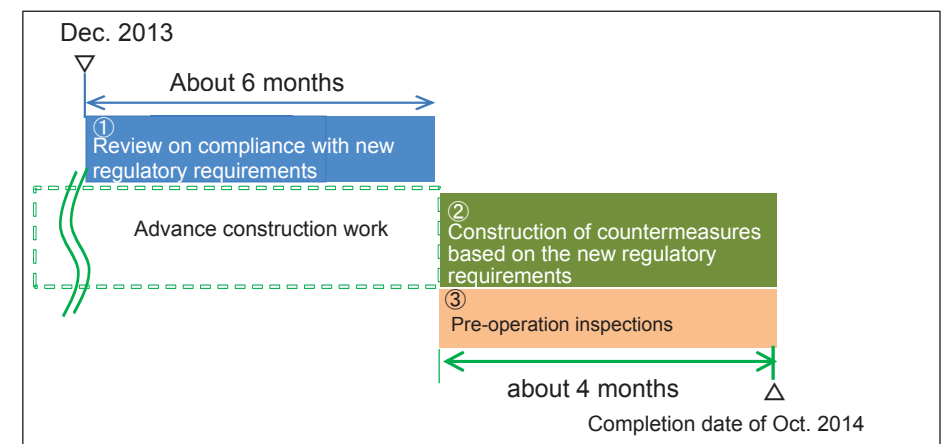 Dec. 2013
About 6 months
①
Review on compliance with new
regulatory requirements
Advance construction work
②
Construction of countermeasures
based on the new regulatory
requirements
③
Pre-operation inspections
about 4 months
Completion date of Oct. 2014